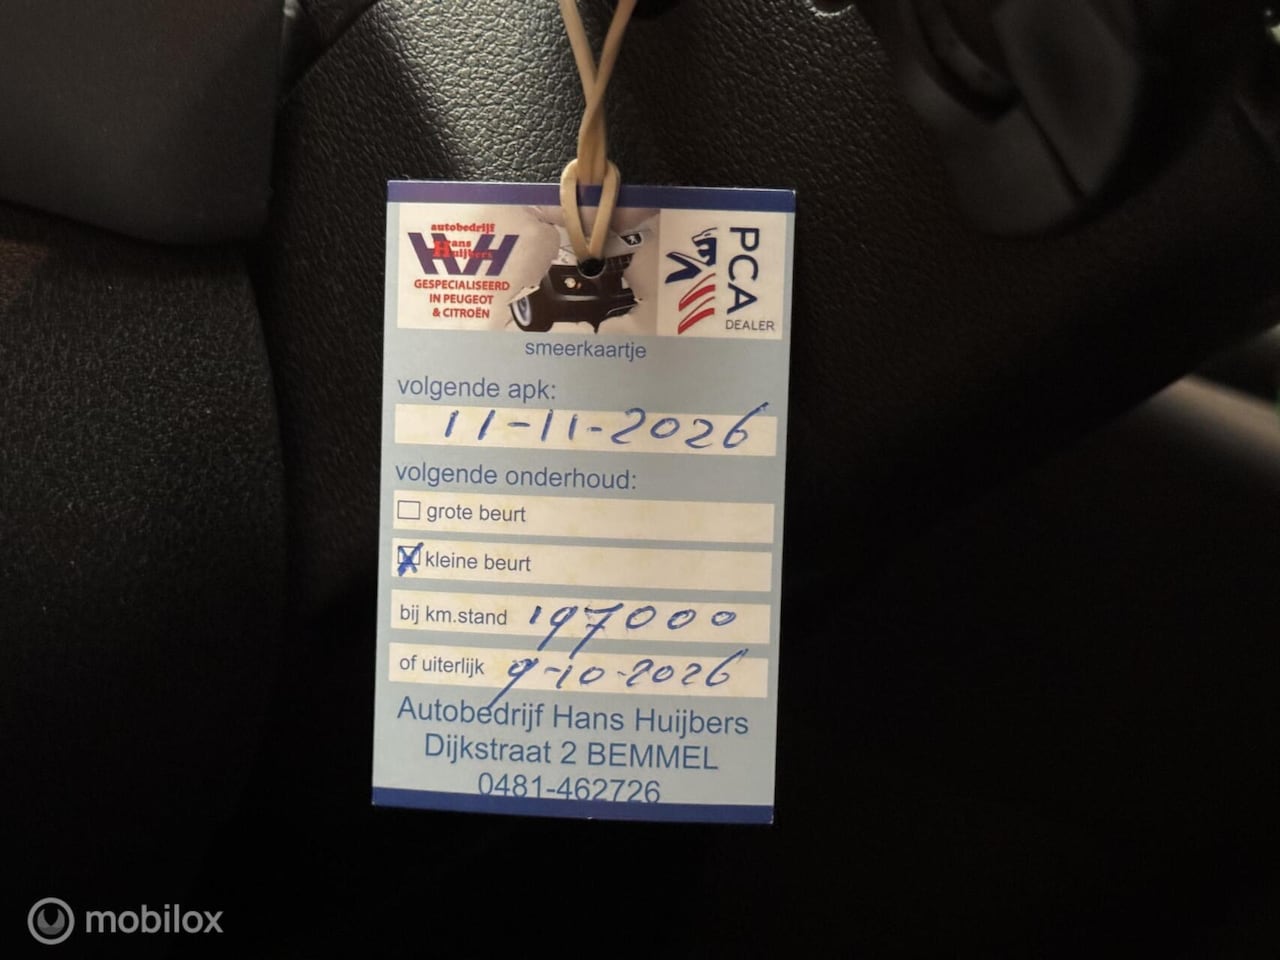 autobedrijf
Hans
Huijbers
HVH
GESPECIALISEERD
IN PEUGEOT
& CITROËN
PCA
DEALER
smeerkaartje
volgende apk:
11-11-2026
volgende onderhoud:
grote beurt
kleine beurt
bij km.stand 197000
of uiterlijk 9-10-2026
Autobedrijf Hans Huijbers
Dijkstraat 2 BEMMEL
0481-462726
mobilox